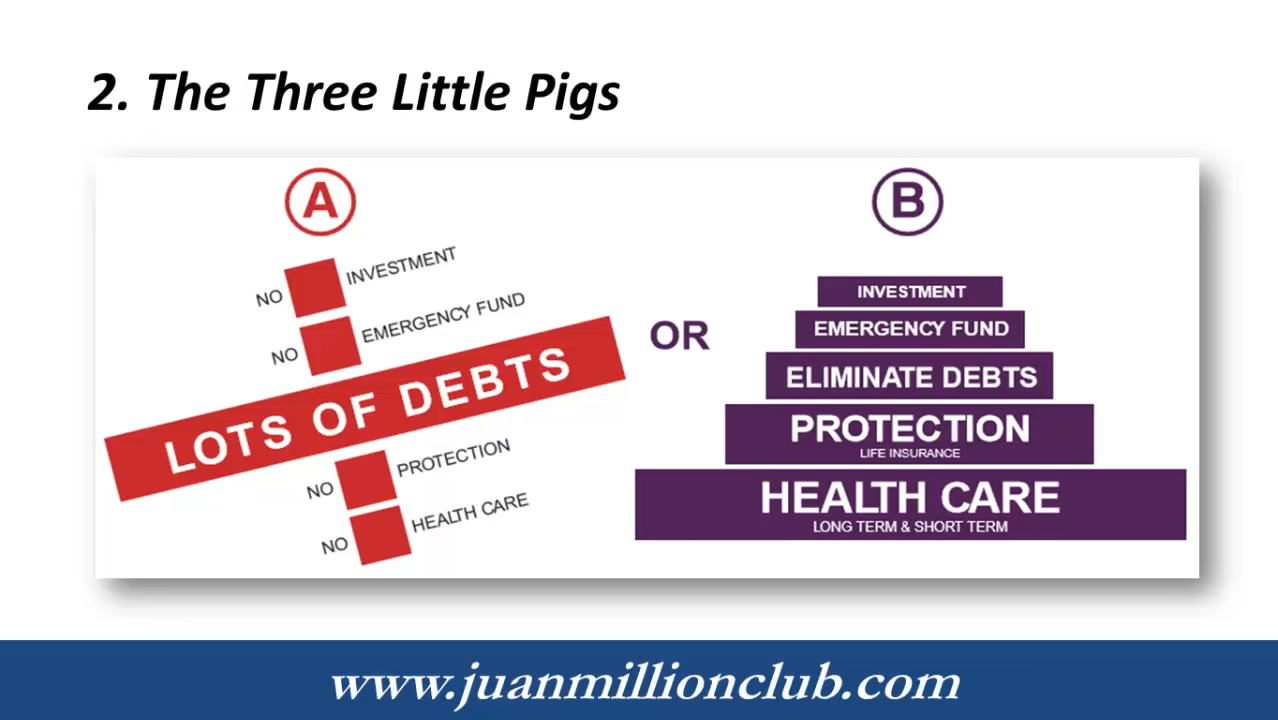 2. The Three Little Pigs
A
NO INVESTMENT
NO EMERGENCY FUND
LOTS OF DEBTS
NO PROTECTION
NO HEALTH CARE
OR
B
INVESTMENT
EMERGENCY FUND
ELIMINATE DEBTS
PROTECTION
LIFE INSURANCE
HEALTH CARE
LONG TERM & SHORT TERM
www.juanmillionclub.com